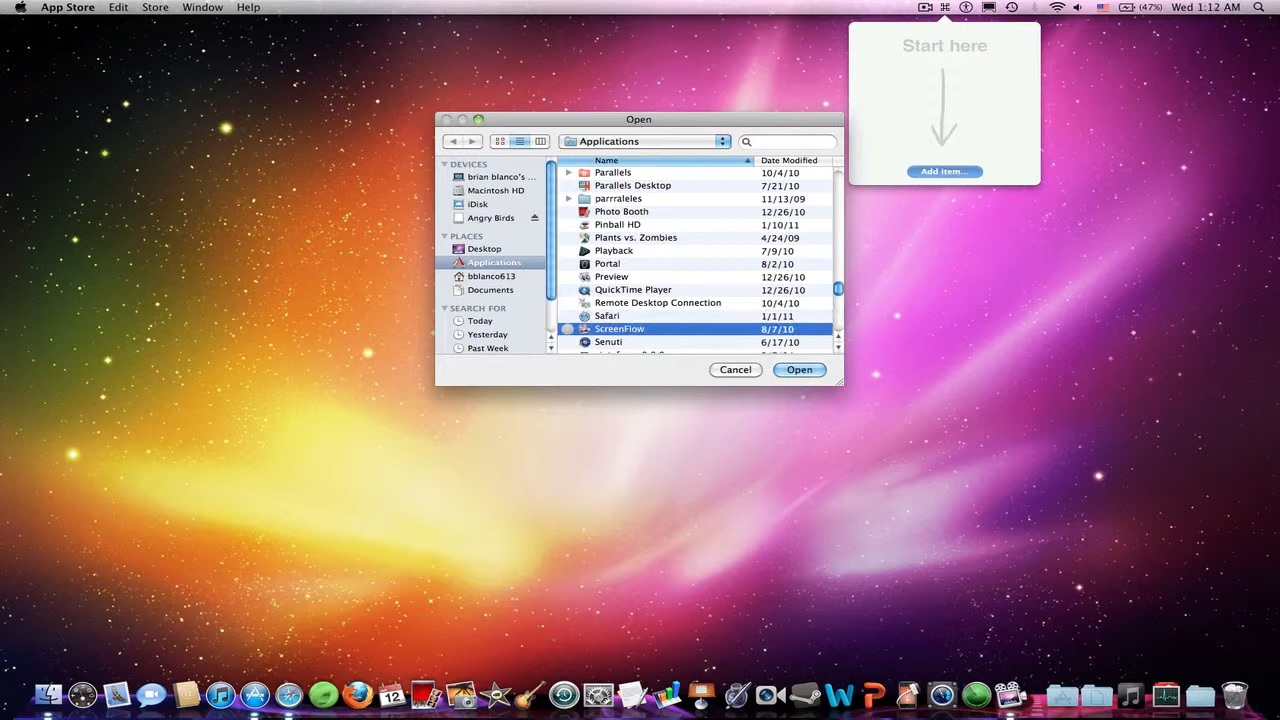 App Store Edit Store Window Help (47%) Wed 1:12 AM
Start here
Add item...
Open
Applications
Name Date Modified
DEVICES
brian blanco's ...
Macintosh HD
iDisk
Angry Birds
PLACES
Desktop
Applications
bblanco613
Documents
SEARCH FOR
Today
Yesterday
Past Week
Parallels 10/4/10
Parallels Desktop 7/21/10
parrraleles 11/13/09
Photo Booth 12/26/10
Pinball HD 1/10/11
Plants vs. Zombies 4/24/09
Playback 7/9/10
Portal 8/2/10
Preview 12/26/10
QuickTime Player 12/26/10
Remote Desktop Connection 10/4/10
Safari 1/1/11
ScreenFlow 8/7/10
Senuti 6/17/10
Cancel Open
12